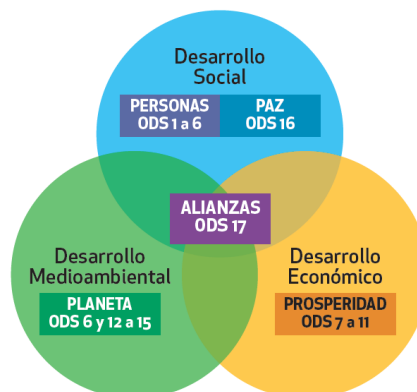 Desarrollo
Social
PERSONAS
ODS 1 a 6
PAZ
ODS 16
ALIANZAS
ODS 17
Desarrollo
Medioambiental
PLANETA
ODS 6 y 12 a 15
Desarrollo
Económico
PROSPERIDAD
ODS 7 a 11